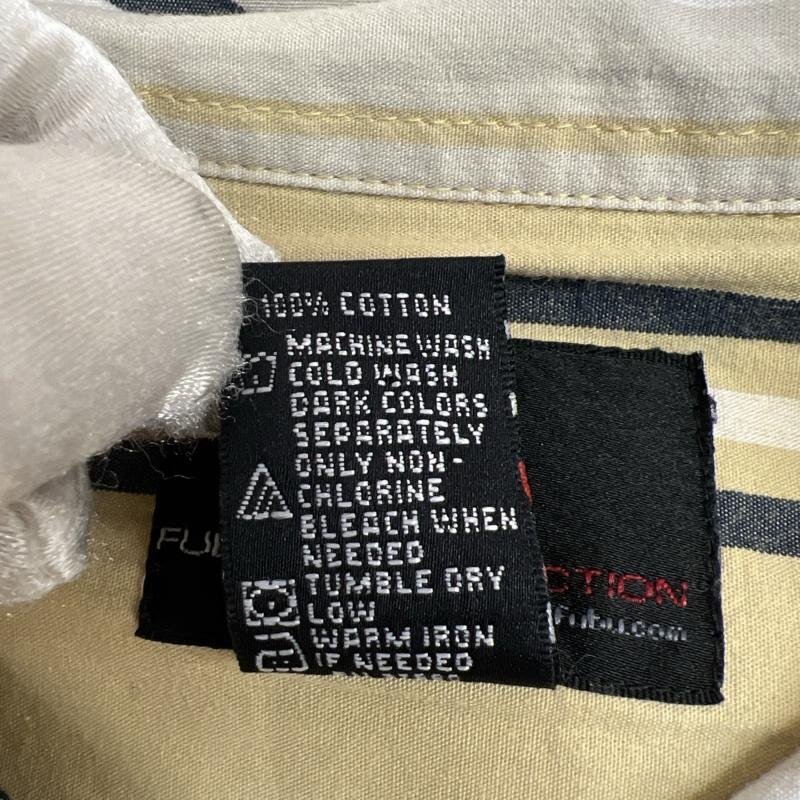 100% COTTON
MACHINE WASH
COLD WASH
DARK COLORS
SEPARATELY
ONLY NON-
CHLORINE
BLEACH WHEN
NEEDED
TUMBLE DRY
LOW
WARM IRON
IF NEEDED
FUB
CTION
Fubu.com